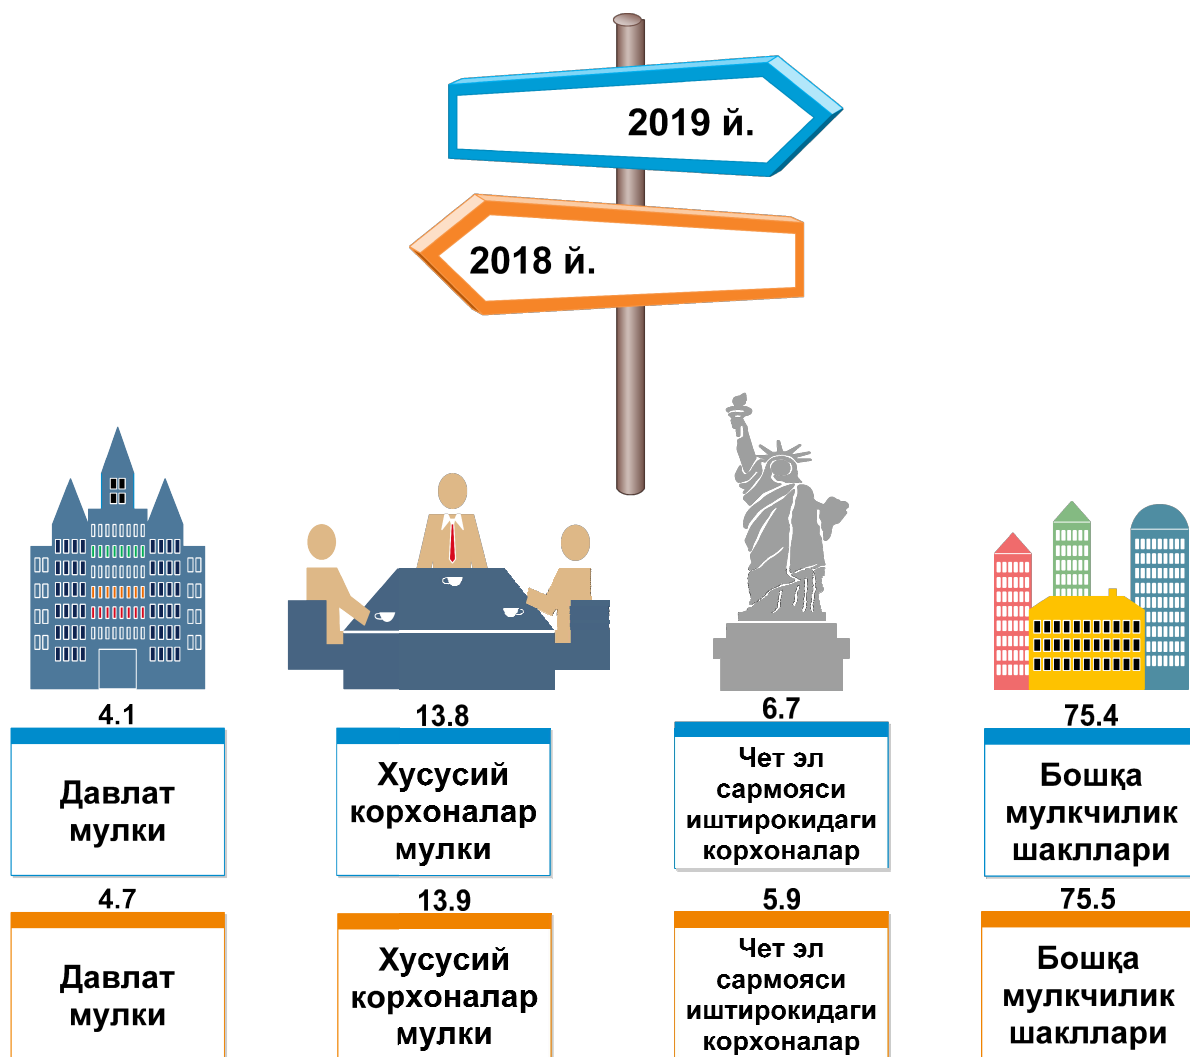 2019 й.
2018 й.
4.1
13.8
6.7
75.4
Давлат
мулки
Хусусий
корхоналар
мулки
Чет эл
сармояси
иштирокидаги
корхоналар
Бошқа
мулкчилик
шакллари
4.7
13.9
5.9
75.5
Давлат
мулки
Хусусий
корхоналар
мулки
Чет эл
сармояси
иштирокидаги
корхоналар
Бошқа
мулкчилик
шакллари